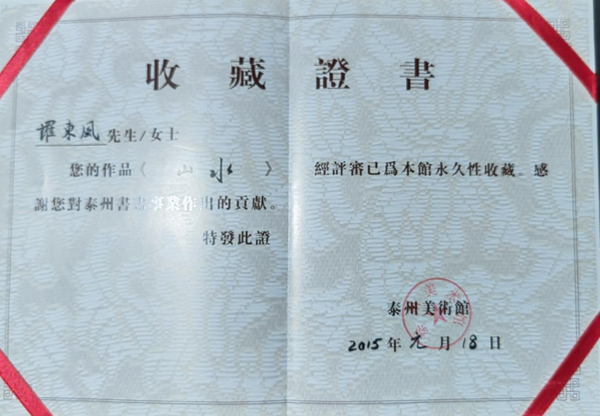 收藏證書
羅東风 先生/女士
您的作品《 山水 》 經評審已爲本館永久性收藏。感
謝您對泰州書畫事業作出的貢獻。
特發此證
泰州美術館
2015年元月18日